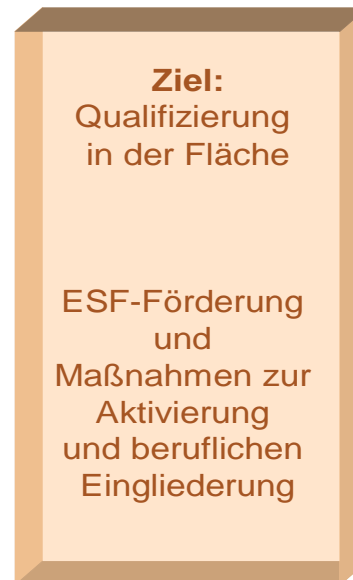 Ziel:
Qualifizierung
in der Fläche
ESF-Förderung
und
Maßnahmen zur
Aktivierung
und beruflichen
Eingliederung